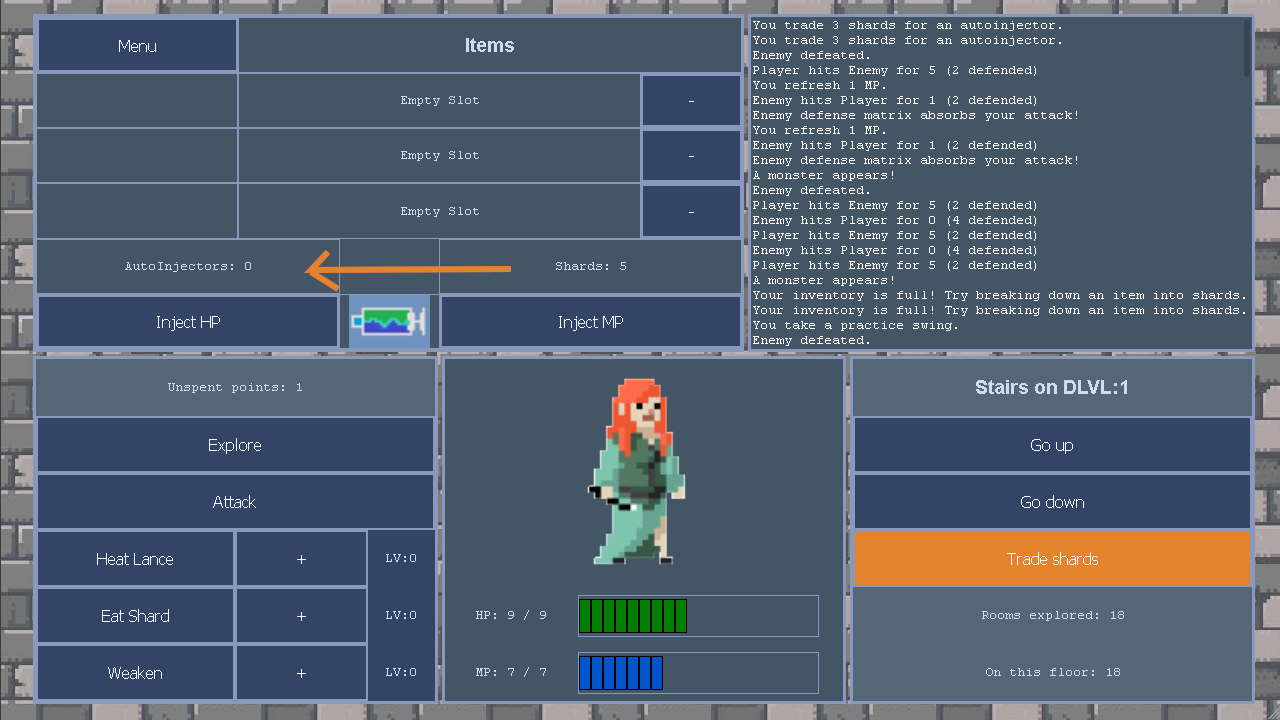 Menu
Items
Empty Slot
-
Empty Slot
-
Empty Slot
-
AutoInjectors: 0
Shards: 5
Inject HP
Inject MP
You trade 3 shards for an autoinjector.
You trade 3 shards for an autoinjector.
Enemy defeated.
Player hits Enemy for 5 (2 defended)
You refresh 1 MP.
Enemy hits Player for 1 (2 defended)
Enemy defense matrix absorbs your attack!
You refresh 1 MP.
Enemy hits Player for 1 (2 defended)
Enemy defense matrix absorbs your attack!
A monster appears!
Enemy defeated.
Player hits Enemy for 5 (2 defended)
Enemy hits Player for 0 (4 defended)
Player hits Enemy for 5 (2 defended)
Enemy hits Player for 0 (4 defended)
Player hits Enemy for 5 (2 defended)
A monster appears!
Your inventory is full! Try breaking down an item into shards.
Your inventory is full! Try breaking down an item into shards.
You take a practice swing.
Enemy defeated.
Unspent points: 1
Explore
Attack
Heat Lance
+
LV:0
Eat Shard
+
LV:0
Weaken
+
LV:0
HP: 9 / 9
MP: 7 / 7
Stairs on DLVL:1
Go up
Go down
Trade shards
Rooms explored: 18
On this floor: 18